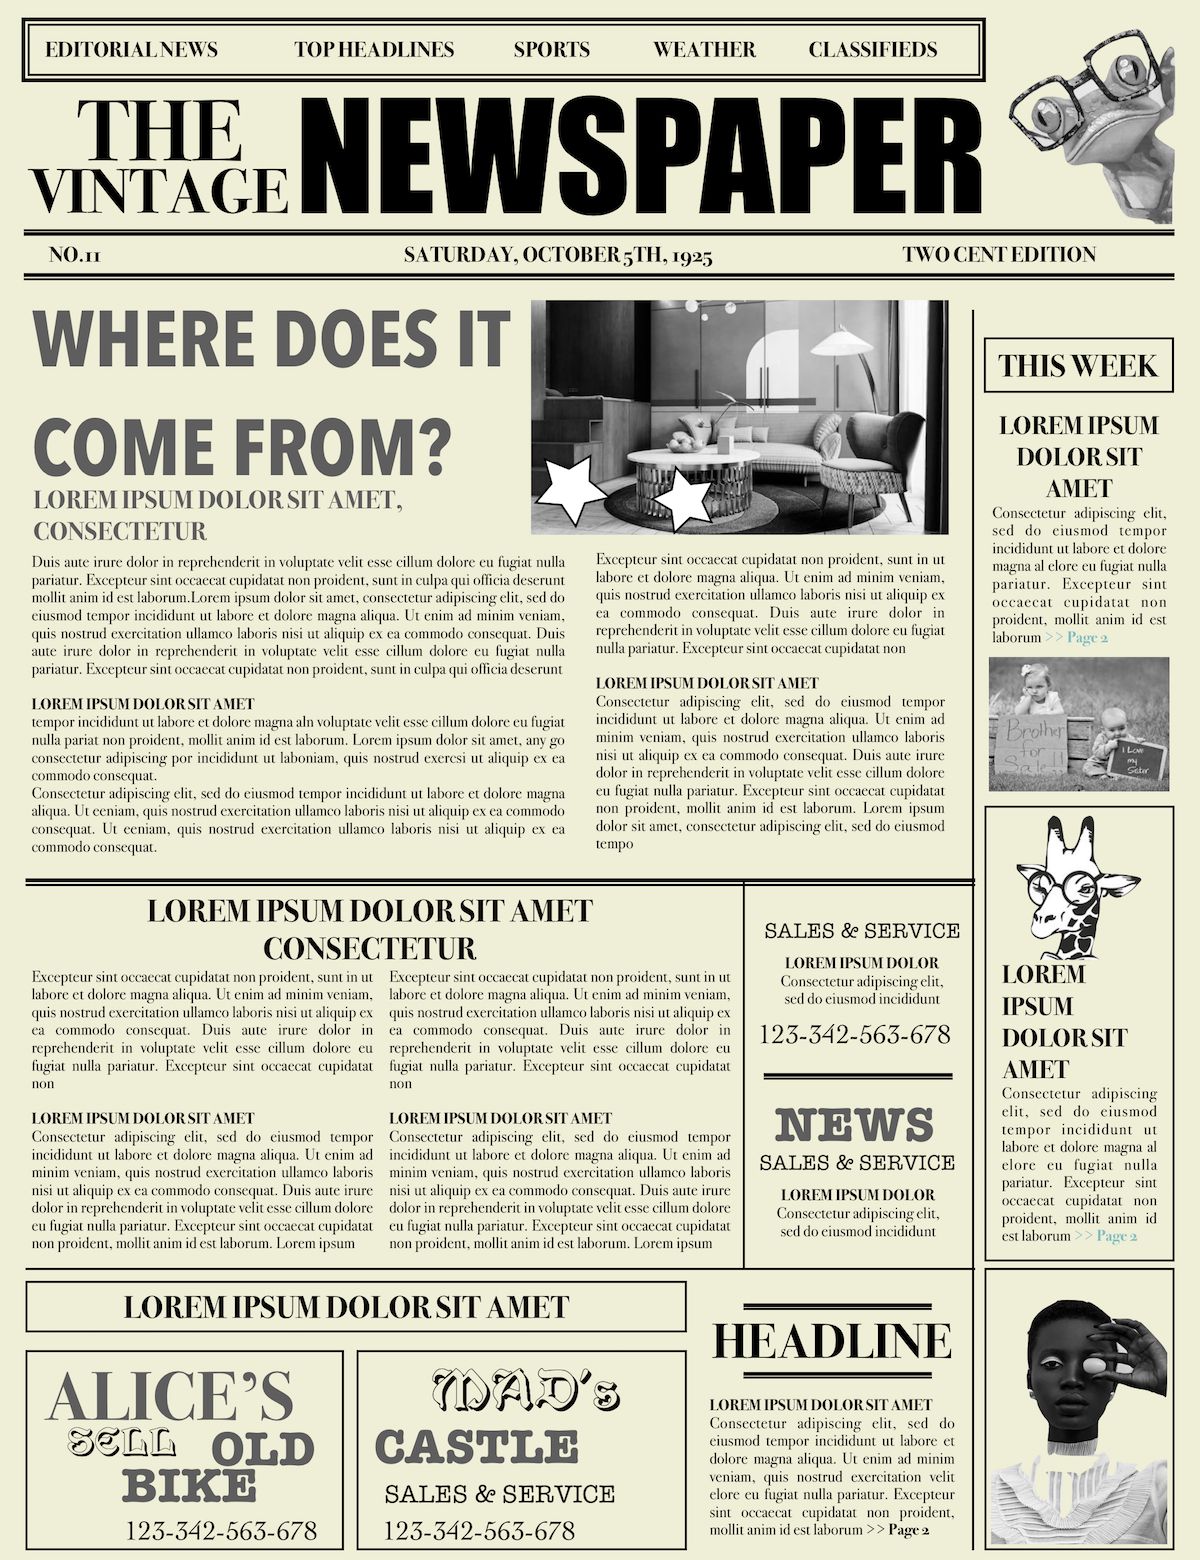 EDITORIAL NEWS TOP HEADLINES SPORTS WEATHER CLASSIFIEDS
THE
VINTAGE
NEWSPAPER
NO.11 SATURDAY, OCTOBER 5TH, 1925 TWO CENT EDITION
WHERE DOES IT
COME FROM?
LOREM IPSUM DOLOR SIT AMET,
CONSECTETUR
Duis aute irure dolor in reprehenderit in voluptate velit esse cillum dolore eu fugiat nulla
pariatur. Excepteur sint occaecat cupidatat non proident, sunt in culpa qui officia deserunt
mollit anim id est laborum.Lorem ipsum dolor sit amet, consectetur adipiscing elit, sed do
eiusmod tempor incididunt ut labore et dolore magna aliqua. Ut enim ad minim veniam,
quis nostrud exercitation ullamco laboris nisi ut aliquip ex ea commodo consequat. Duis
aute irure dolor in reprehenderit in voluptate velit esse cillum dolore eu fugiat nulla
pariatur. Excepteur sint occaecat cupidatat non proident, sunt in culpa qui officia deserunt
LOREM IPSUM DOLOR SIT AMET
tempor incididunt ut labore et dolore magna aln voluptate velit esse cillum dolore eu fugiat
nulla pariat non proident, mollit anim id est laborum. Lorem ipsum dolor sit amet, any go
consectetur adipiscing por incididunt ut laboniam, quis nostrud exeresi ut aliquip ex ea
commodo consequat.
Consectetur adipiscing elit, sed do eiusmod tempor incididunt ut labore et dolore magna
aliqua. Ut eeniam, quis nostrud exercitation ullamco laboris nisi ut aliquip ex ea commodo
consequat. Ut eeniam, quis nostrud exercitation ullamco laboris nisi ut aliquip ex ea
commodo consequat.
Excepteur sint occaecat cupidatat non proident, sunt in ut
labore et dolore magna aliqua. Ut enim ad minim veniam,
quis nostrud exercitation ullamco laboris nisi ut aliquip ex
ea commodo consequat. Duis aute irure dolor in
reprehenderit in voluptate velit esse cillum dolore eu fugiat
nulla pariatur. Excepteur sint occaecat cupidatat non
LOREM IPSUM DOLOR SIT AMET
Consectetur adipiscing elit, sed do eiusmod tempor
incididunt ut labore et dolore magna aliqua. Ut enim ad
minim veniam, quis nostrud exercitation ullamco laboris
nisi ut aliquip ex ea commodo consequat. Duis aute irure
dolor in reprehenderit in voluptate velit esse cillum dolore
eu fugiat nulla pariatur. Excepteur sint occaecat cupidatat
non proident, mollit anim id est laborum. Lorem ipsum
dolor sit amet, consectetur adipiscing elit, sed do eiusmod
tempo
THIS WEEK
LOREM IPSUM
DOLOR SIT
AMET
Consectetur adipiscing elit,
sed do eiusmod tempor
incididunt ut labore et dolore
magna al elore eu fugiat nulla
pariatur. Excepteur sint
occaecat cupidatat non
proident, mollit anim id est
laborum >> Page 2
Brother
for
Sale!!
I Love
my
Sister
LOREM
IPSUM
DOLOR SIT
AMET
Consectetur adipiscing
elit, sed do eiusmod
tempor incididunt ut
labore et dolore magna al
elore eu fugiat nulla
pariatur. Excepteur sint
occaecat cupidatat non
proident, mollit anim id
est laborum >> Page 2
LOREM IPSUM DOLOR SIT AMET
CONSECTETUR
Excepteur sint occaecat cupidatat non proident, sunt in ut
labore et dolore magna aliqua. Ut enim ad minim veniam,
quis nostrud exercitation ullamco laboris nisi ut aliquip ex
ea commodo consequat. Duis aute irure dolor in
reprehenderit in voluptate velit esse cillum dolore eu
fugiat nulla pariatur. Excepteur sint occaecat cupidatat
non
LOREM IPSUM DOLOR SIT AMET
Consectetur adipiscing elit, sed do eiusmod tempor
incididunt ut labore et dolore magna aliqua. Ut enim ad
minim veniam, quis nostrud exercitation ullamco laboris
nisi ut aliquip ex ea commodo consequat. Duis aute irure
dolor in reprehenderit in voluptate velit esse cillum dolore
eu fugiat nulla pariatur. Excepteur sint occaecat cupidatat
non proident, mollit anim id est laborum. Lorem ipsum
Excepteur sint occaecat cupidatat non proident, sunt in ut
labore et dolore magna aliqua. Ut enim ad minim veniam,
quis nostrud exercitation ullamco laboris nisi ut aliquip ex
ea commodo consequat. Duis aute irure dolor in
reprehenderit in voluptate velit esse cillum dolore eu
fugiat nulla pariatur. Excepteur sint occaecat cupidatat
non
LOREM IPSUM DOLOR SIT AMET
Consectetur adipiscing elit, sed do eiusmod tempor
incididunt ut labore et dolore magna aliqua. Ut enim ad
minim veniam, quis nostrud exercitation ullamco laboris
nisi ut aliquip ex ea commodo consequat. Duis aute irure
dolor in reprehenderit in voluptate velit esse cillum dolore
eu fugiat nulla pariatur. Excepteur sint occaecat cupidatat
non proident, mollit anim id est laborum. Lorem ipsum
SALES & SERVICE
LOREM IPSUM DOLOR
Consectetur adipiscing elit,
sed do eiusmod incididunt
123-342-563-678
NEWS
SALES & SERVICE
LOREM IPSUM DOLOR
Consectetur adipiscing elit,
sed do eiusmod incididunt
LOREM IPSUM DOLOR SIT AMET
ALICE'S
SELL OLD
BIKE
123-342-563-678
MAD's
CASTLE
SALES & SERVICE
123-342-563-678
HEADLINE
LOREM IPSUM DOLOR SIT AMET
Consectetur adipiscing elit, sed do
eiusmod tempor incididunt ut labore et
dolore magna aliqua. Ut enim ad minim
veniam, quis nostrud exercitation velit
elore eu fugiat nulla pariatur. Excepteur
sint occaecat cupidatat non proident,
mollit anim id est laborum >> Page 2